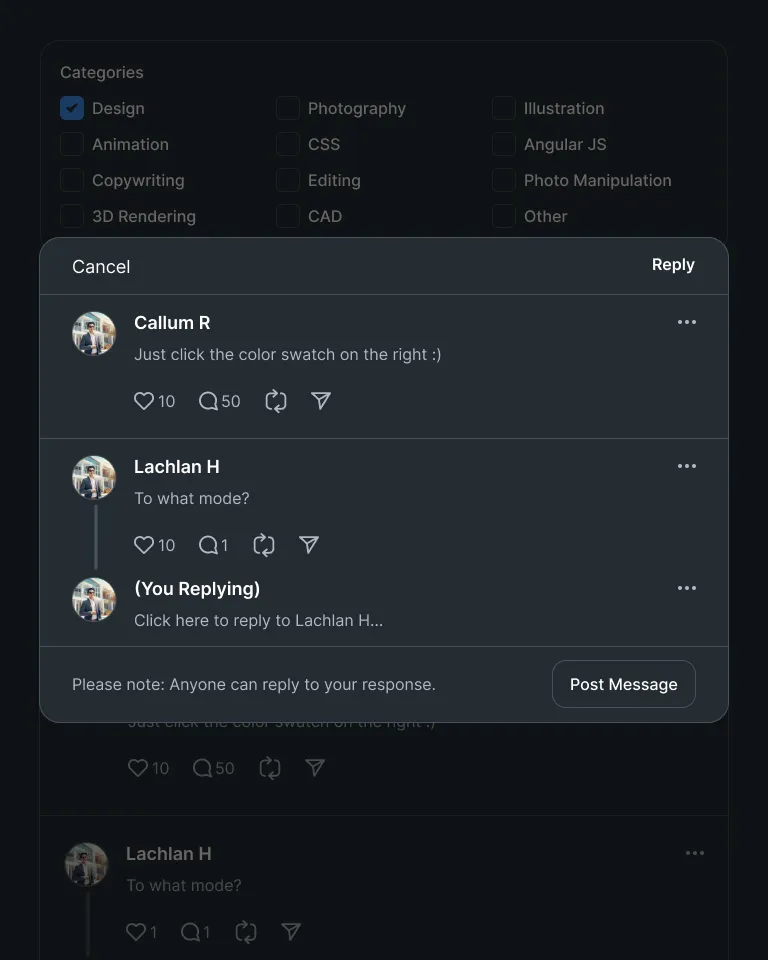 Categories
Design Photography Illustration
Animation CSS Angular JS
Copywriting Editing Photo Manipulation
3D Rendering CAD Other
Cancel Reply
Callum R
Just click the color swatch on the right :)
10 50
Lachlan H
To what mode?
10 1
(You Replying)
Click here to reply to Lachlan H...
Please note: Anyone can reply to your response. Post Message
Just click the color swatch on the right :)
10 50
Lachlan H
To what mode?
1 1